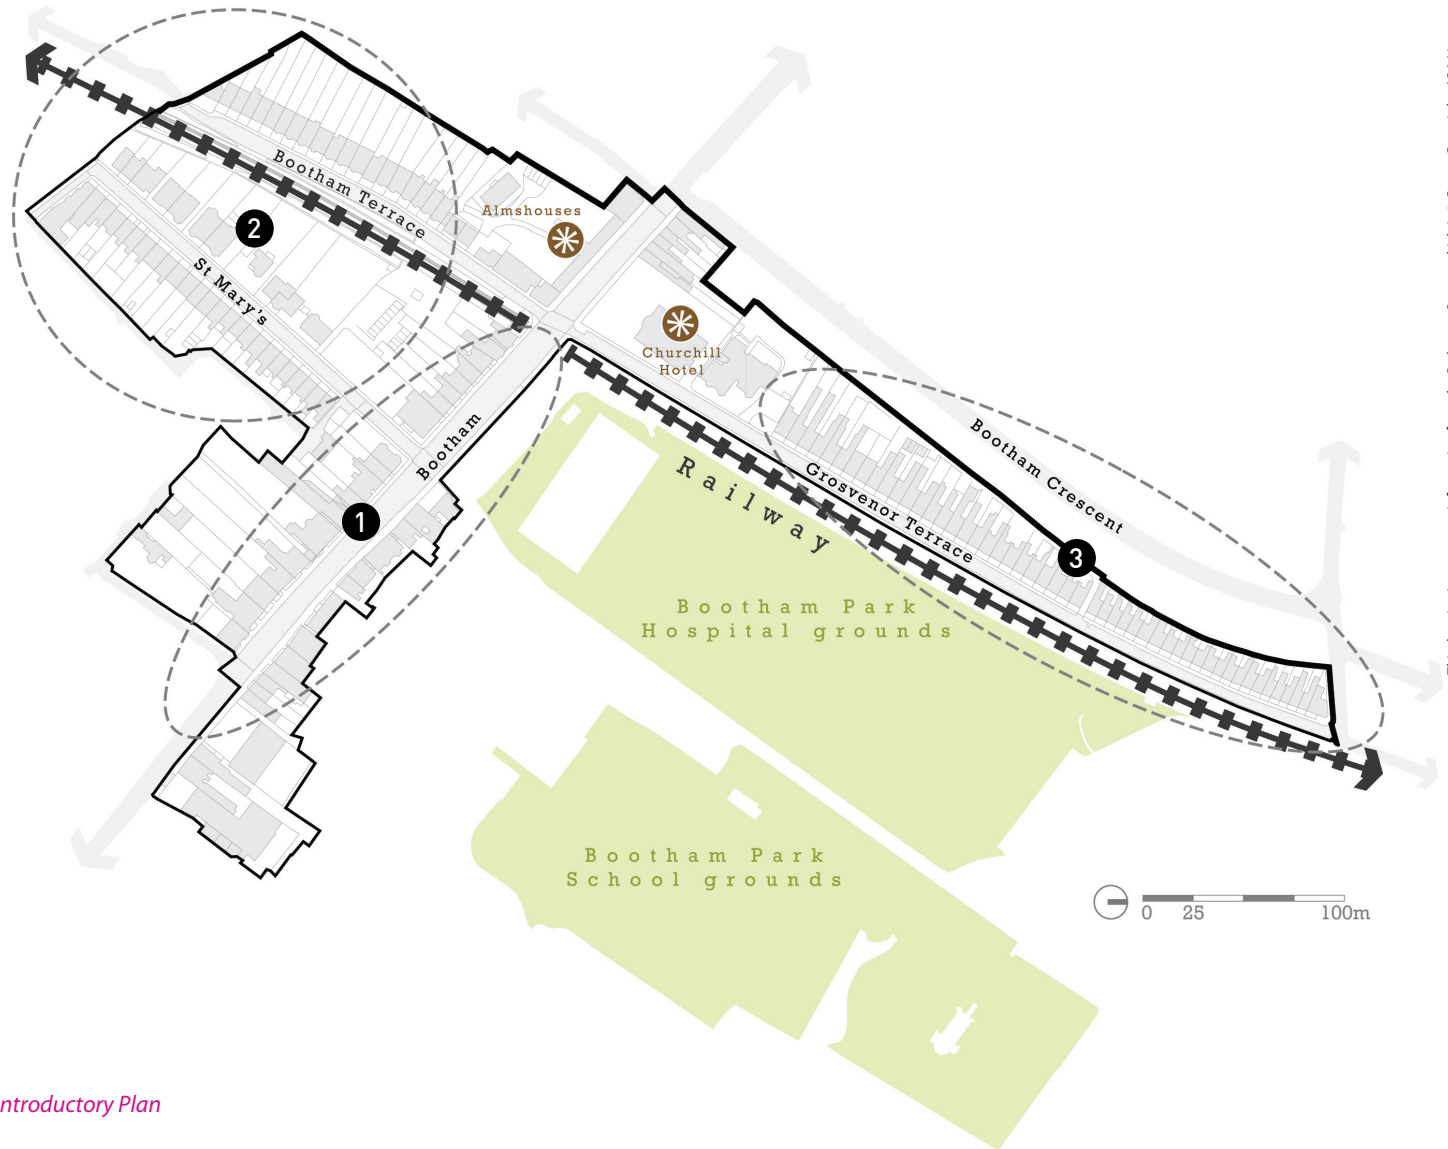 Bootham Terrace
Almshouses
2
St Mary's
Churchill
Hotel
Bootham
Bootham Crescent
Railway
Grosvenor Terrace
1
3
Bootham Park
Hospital grounds
Bootham Park
School grounds
0 25 100m
ntroductory Plan